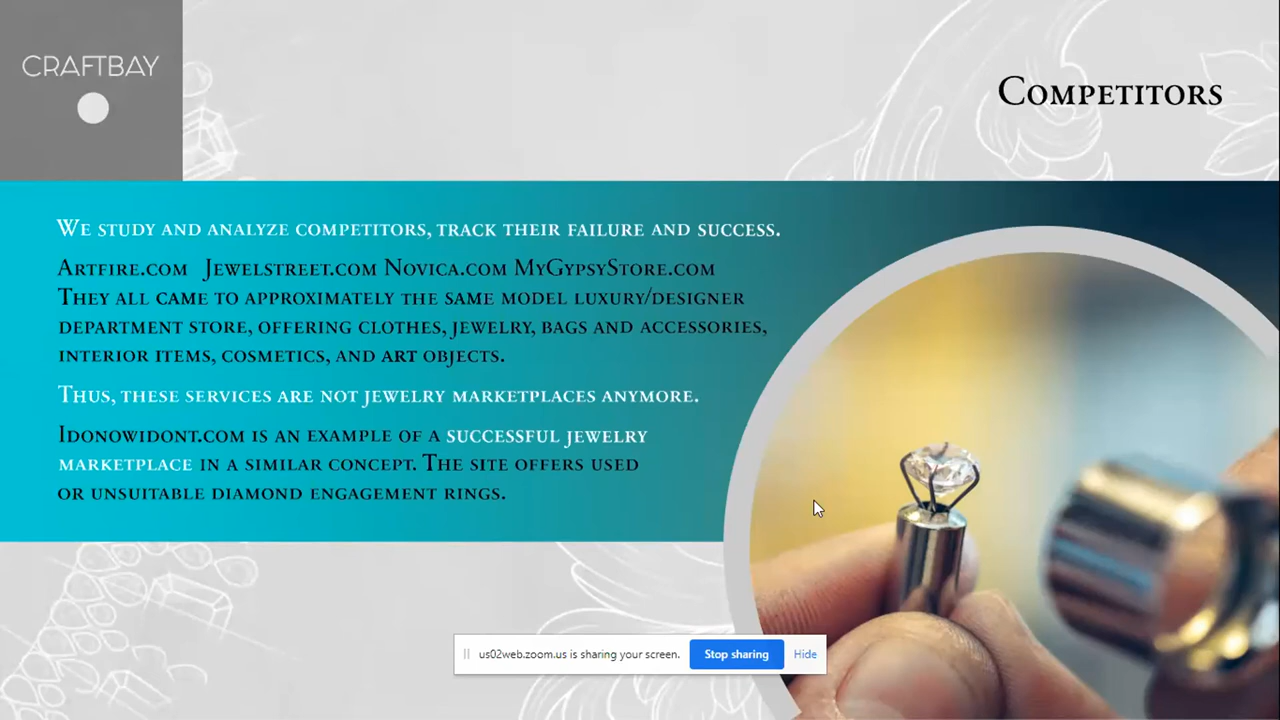 CRAFTBAY
Competitors
We study and analyze competitors, track their failure and success.
Artfire.com Jewelstreet.com Novica.com MyGypsyStore.com
They all came to approximately the same model luxury/designer
department store, offering clothes, jewelry, bags and accessories,
interior items, cosmetics, and art objects.
Thus, these services are not jewelry marketplaces anymore.
Idonowidont.com is an example of a successful jewelry
marketplace in a similar concept. The site offers used
or unsuitable diamond engagement rings.
us02web.zoom.us is sharing your screen. Stop sharing Hide